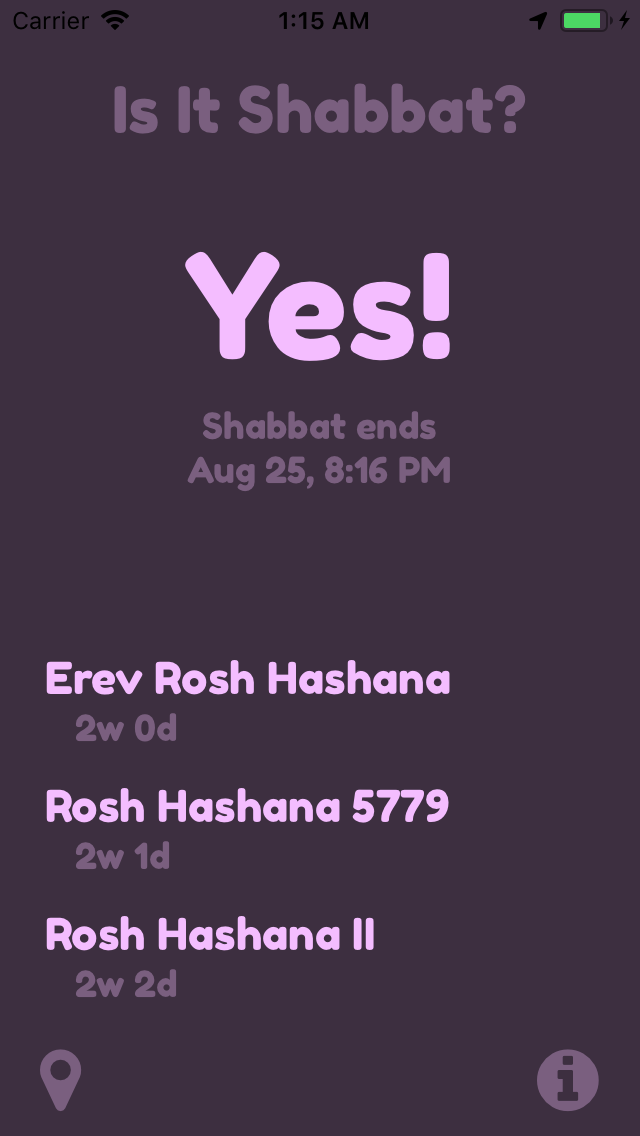 Carrier 1:15 AM
Is It Shabbat?
Yes!
Shabbat ends
Aug 25, 8:16 PM
Erev Rosh Hashana
2w 0d
Rosh Hashana 5779
2w 1d
Rosh Hashana II
2w 2d